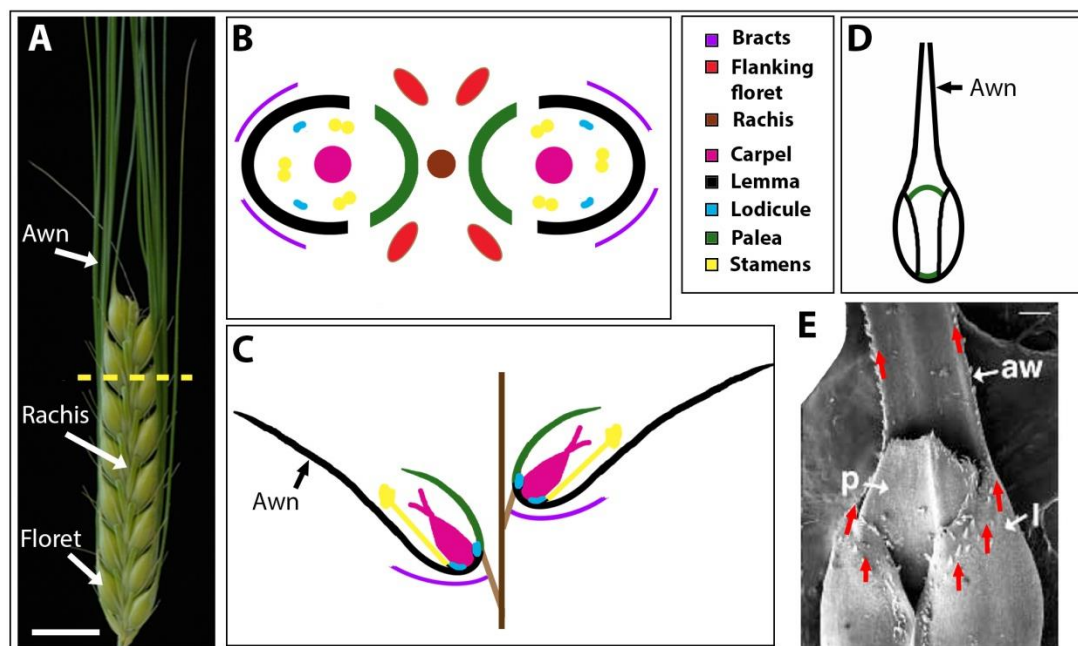 A
Awn
Rachis
Floret
B
C
Awn
Bracts
Flanking
floret
Rachis
Carpel
Lemma
Lodicule
Palea
Stamens
D
Awn
E
aw
p
l